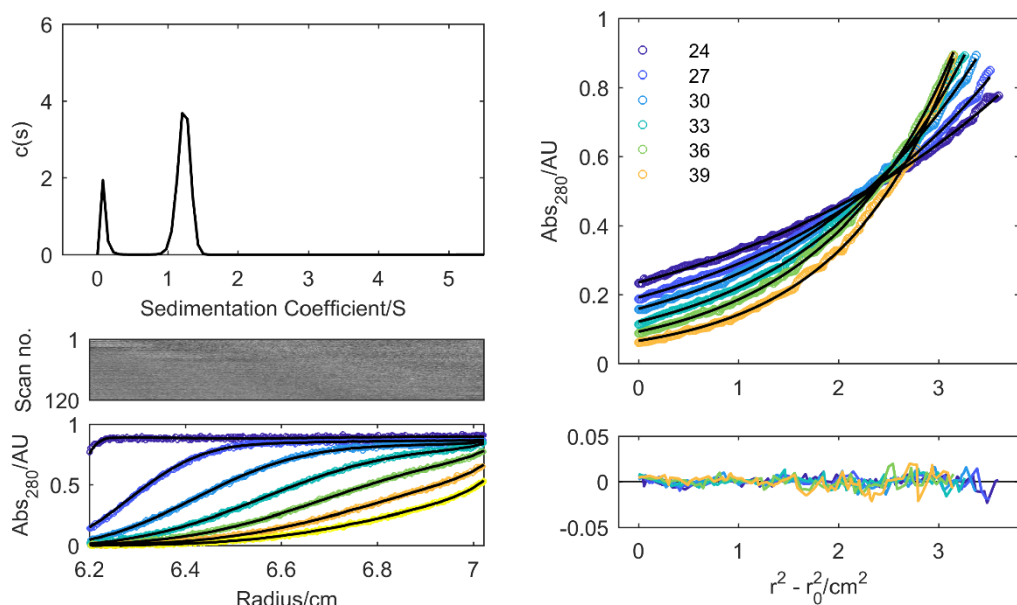 6
4
2
0
c(s)
0 1 2 3 4 5
Sedimentation Coefficient/S
1
120
Scan no.
1
0.5
0
Abs280/AU
6.2 6.4 6.6 6.8 7
Radius/cm
1
0.8
0.6
0.4
0.2
0
Abs280/AU
24
27
30
33
36
39
0 1 2 3
0.05
0
-0.05
0 1 2 3
r² - r₀²/cm²